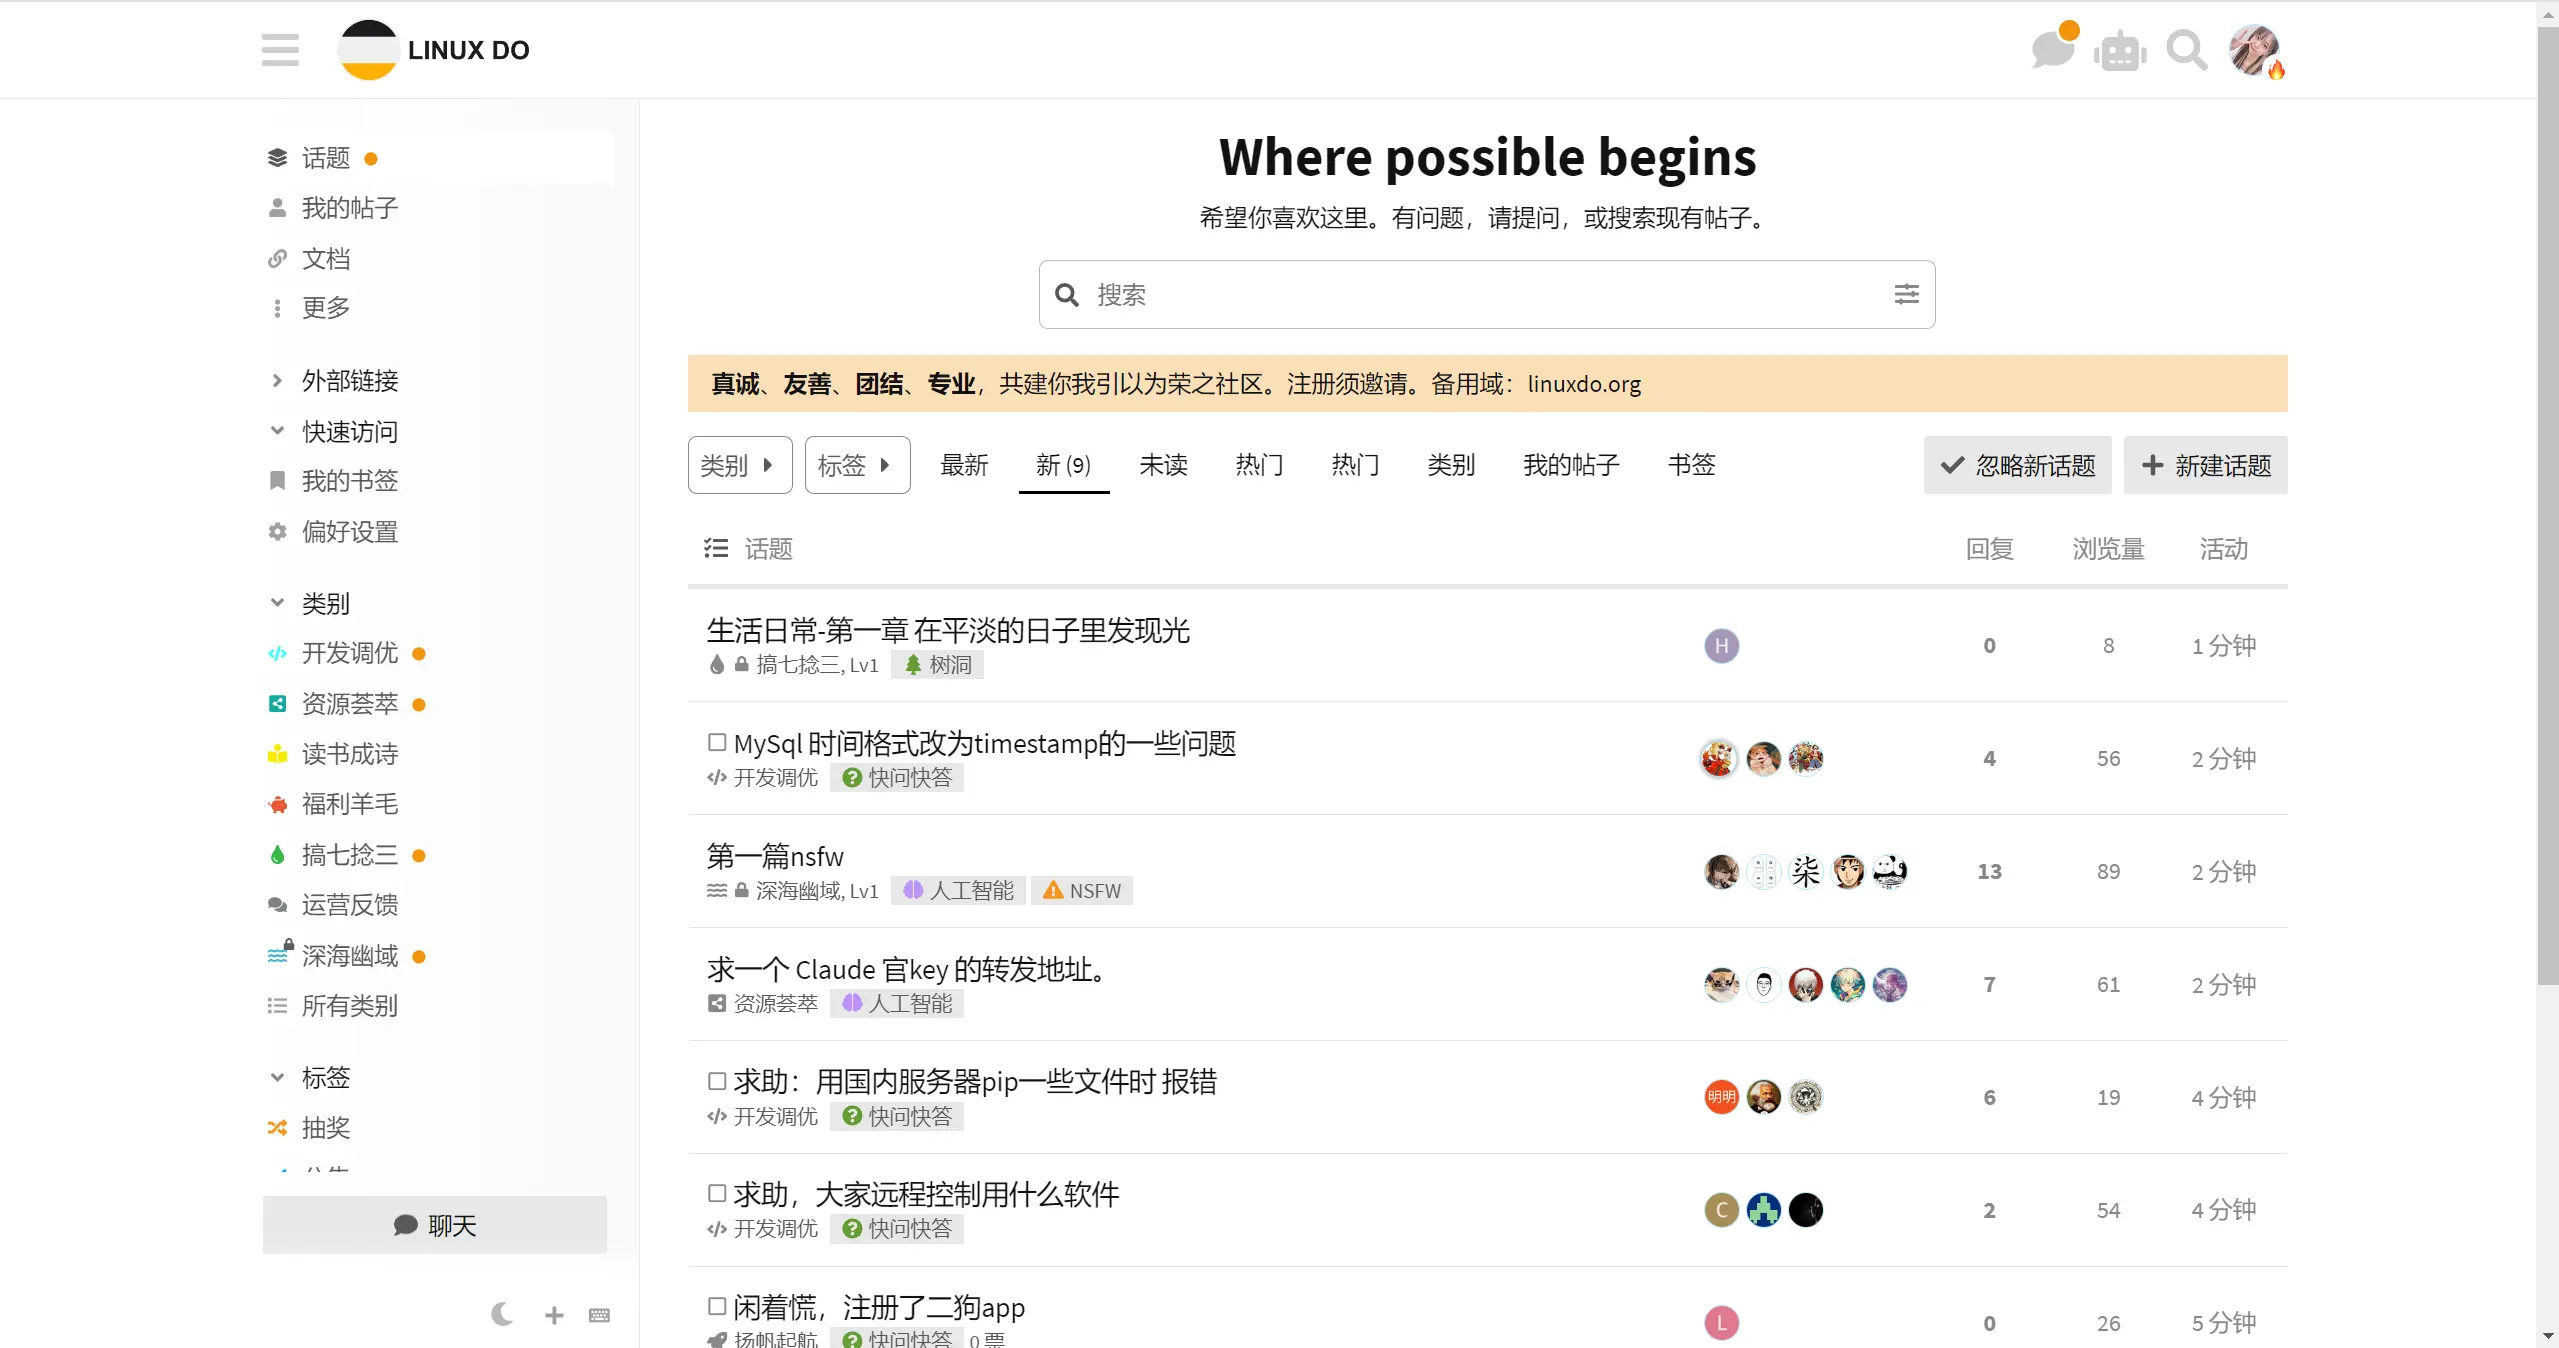 LINUX DO
话题
我的帖子
文档
更多
外部链接
快速访问
我的书签
偏好设置
类别
开发调优
资源荟萃
读书成诗
福利羊毛
搞七捻三
运营反馈
深海幽域
所有类别
标签
抽奖
聊天
Where possible begins
希望你喜欢这里。有问题，请提问，或搜索现有帖子。
搜索
真诚、友善、团结、专业，共建你我引以为荣之社区。注册须邀请。备用域：linuxdo.org
类别 标签 最新 新 (9) 未读 热门 热门 类别 我的帖子 书签 忽略新话题 新建话题
话题 回复 浏览量 活动
生活日常-第一章 在平淡的日子里发现光
搞七捻三, Lv1 树洞
H 0 8 1 分钟
MySql 时间格式改为timestamp的一些问题
开发调优 快问快答
4 56 2 分钟
第一篇nsfw
深海幽域, Lv1 人工智能 NSFW
柒 13 89 2 分钟
求一个 Claude 官key 的转发地址。
资源荟萃 人工智能
7 61 2 分钟
求助：用国内服务器pip一些文件时 报错
开发调优 快问快答
明明 6 19 4 分钟
求助，大家远程控制用什么软件
开发调优 快问快答
C 2 54 4 分钟
闲着慌，注册了二狗app
扬帆起航 快问快答 0 票
L 0 26 5 分钟